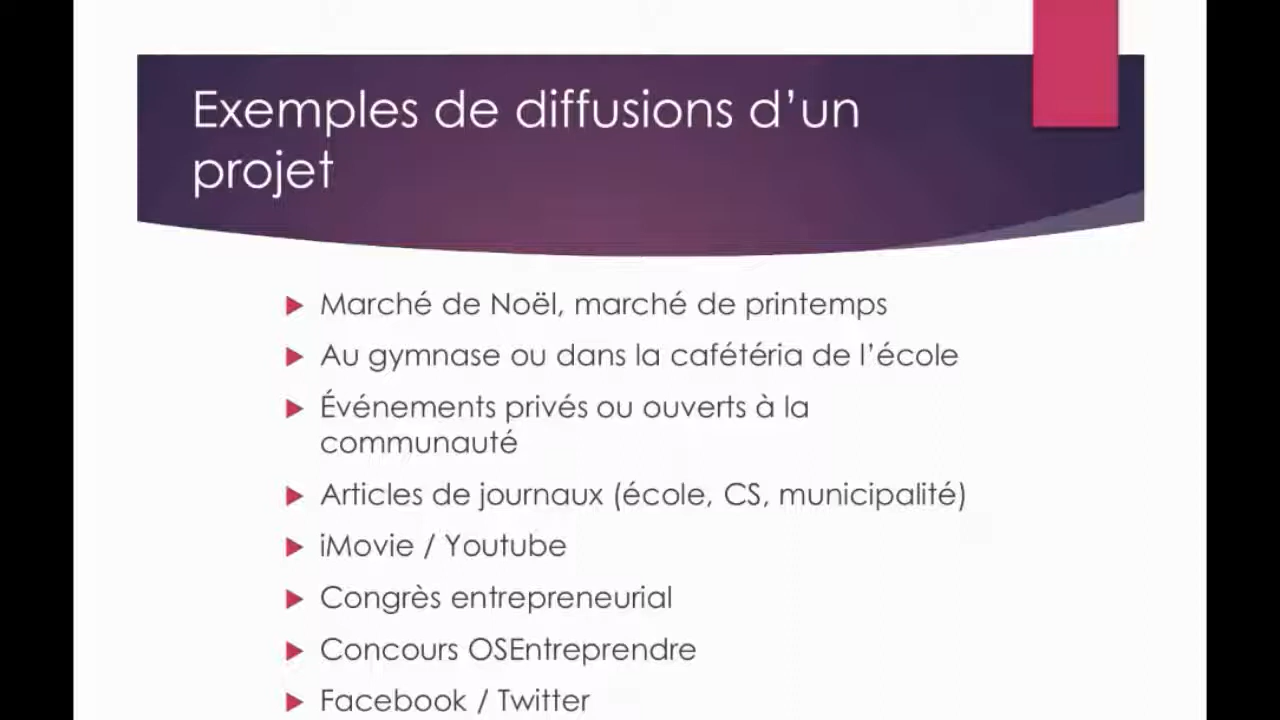 Exemples de diffusions d’un
projet
Marché de Noël, marché de printemps
Au gymnase ou dans la cafétéria de l’école
Événements privés ou ouverts à la
communauté
Articles de journaux (école, CS, municipalité)
iMovie / Youtube
Congrès entrepreneurial
Concours OSEntreprendre
Facebook / Twitter